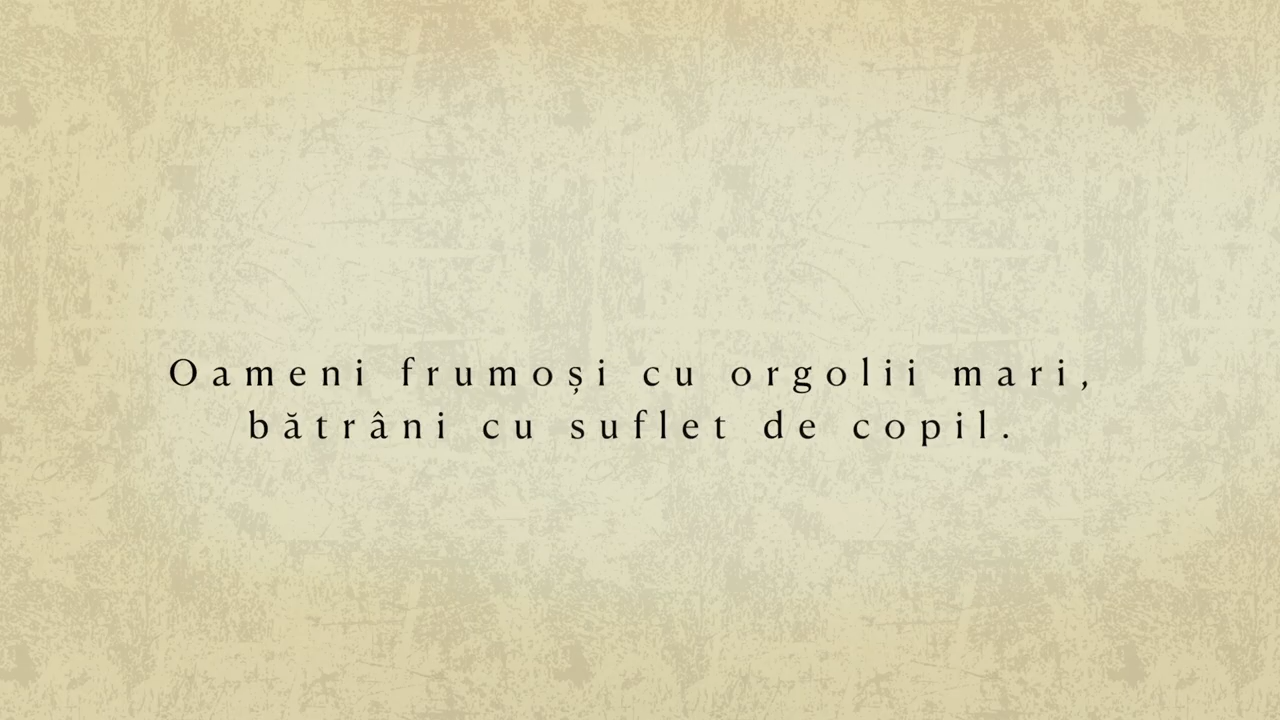 Oameni frumoși cu orgolii mari,
bătrâni cu suflet de copil.